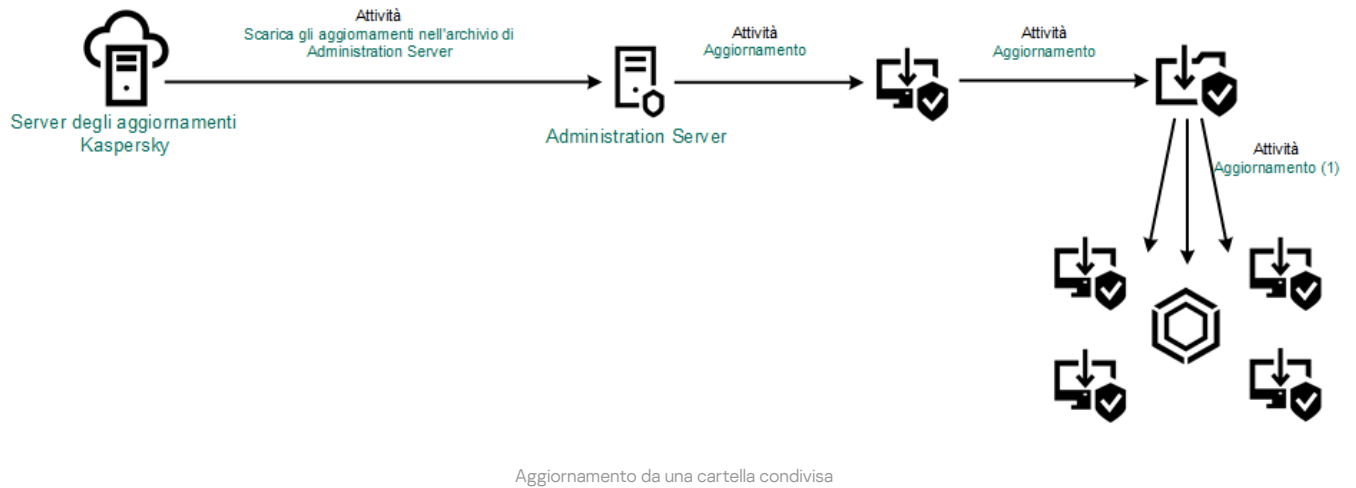 Attività
Scarica gli aggiornamenti nell'archivio di
Administration Server
Attività
Aggiornamento
Attività
Aggiornamento
Server degli aggiornamenti
Kaspersky
Administration Server
Attività
Aggiornamento (1)
Aggiornamento da una cartella condivisa